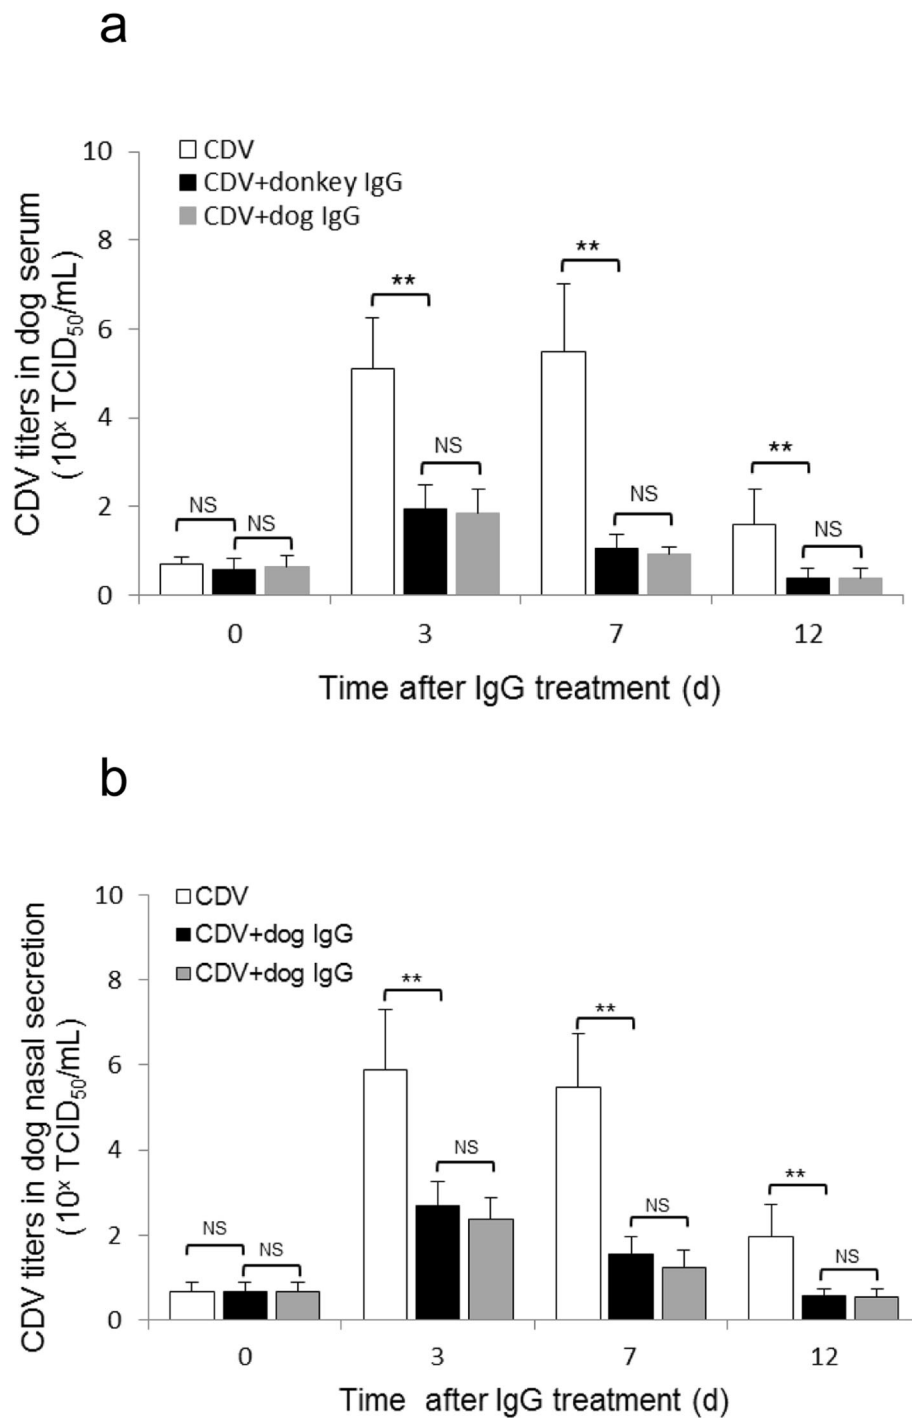 a
10
8
6
4
2
0
CDV titers in dog serum
(10ˣ TCID₅₀/mL)
CDV
CDV+donkey IgG
CDV+dog IgG
NS
NS
**
NS
**
NS
**
NS
0 3 7 12
Time after IgG treatment (d)
b
10
8
6
4
2
0
CDV titers in dog nasal secretion
(10ˣ TCID₅₀/mL)
CDV
CDV+dog IgG
CDV+dog IgG
NS
NS
**
NS
**
NS
**
NS
0 3 7 12
Time after IgG treatment (d)